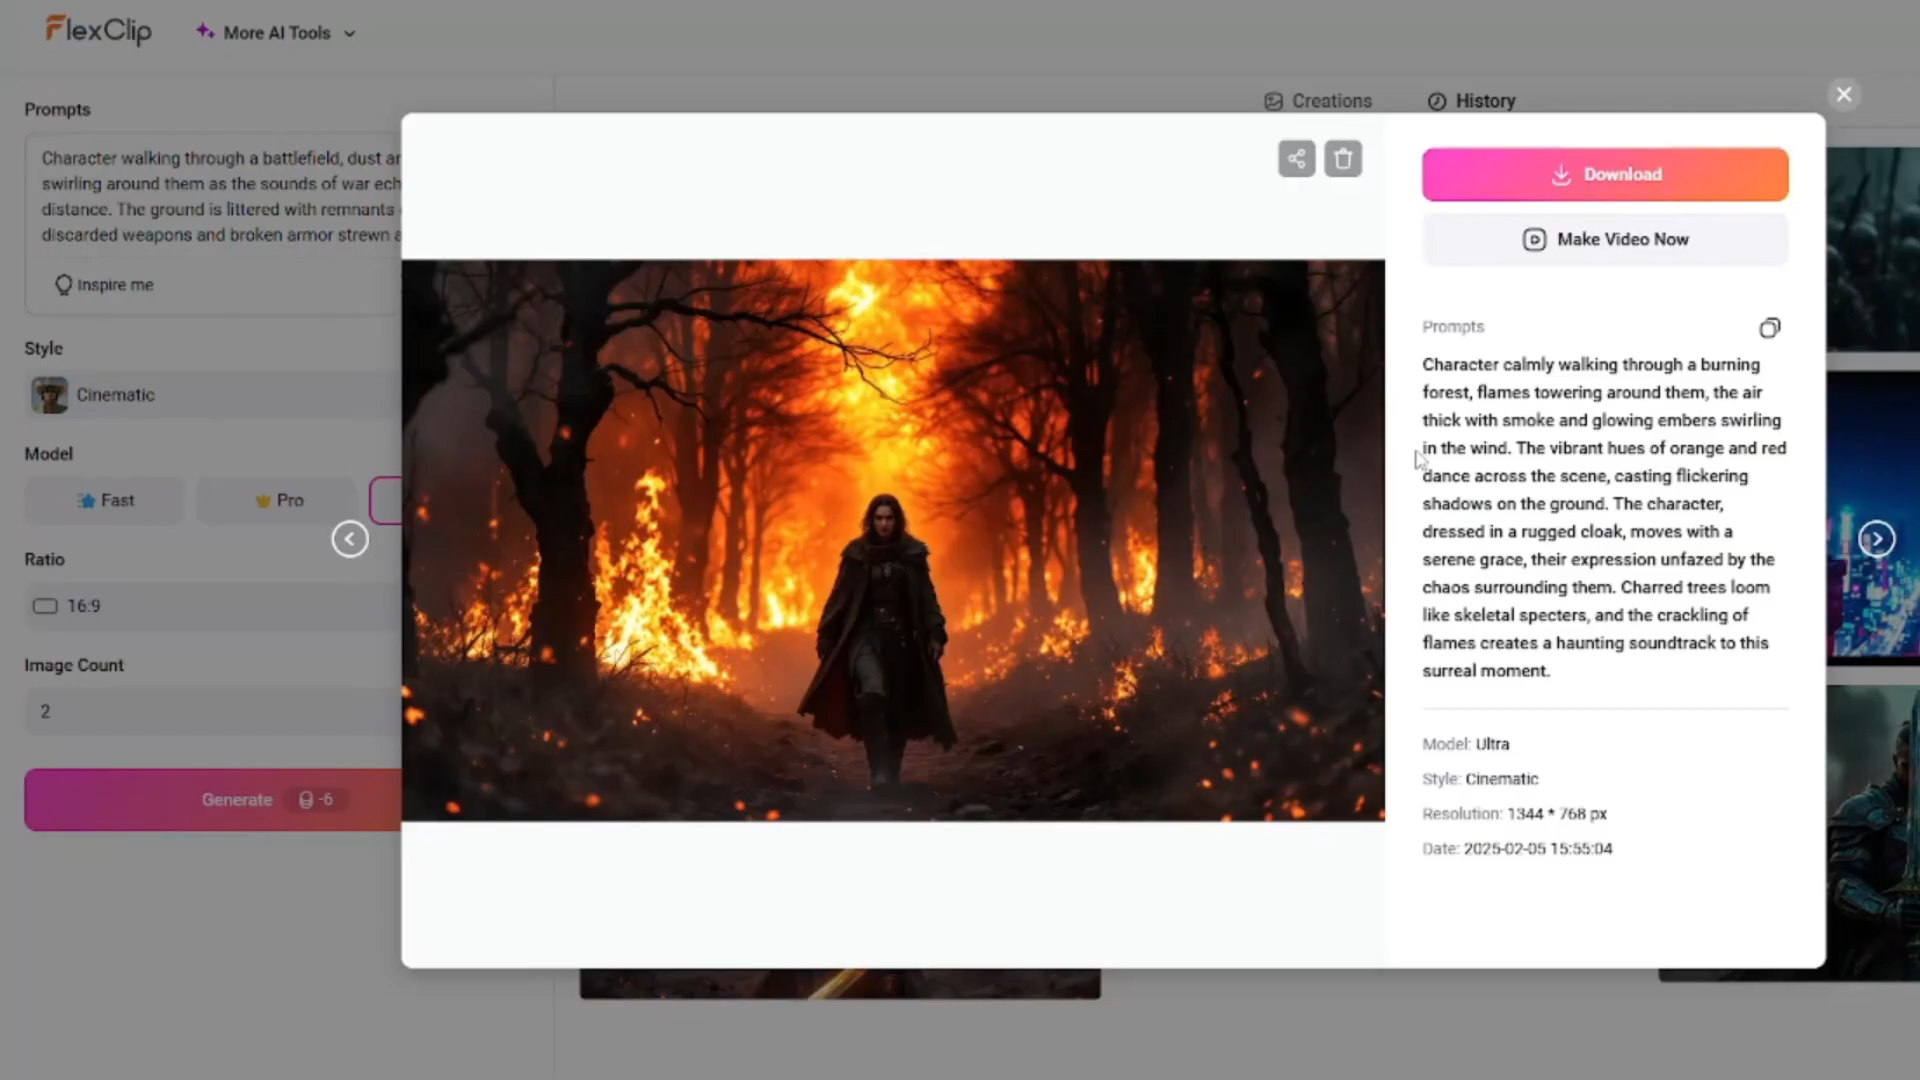 FlexClip
More AI Tools
Prompts
Character walking through a battlefield, dust
swirling around them as the sounds of war
distance. The ground is littered with remnants
discarded weapons and broken armor strewn
Inspire me
Style
Cinematic
Model
Fast
Pro
Ratio
16:9
Image Count
2
Generate -6
Creations
History
Download
Make Video Now
Prompts
Character calmly walking through a burning
forest, flames towering around them, the air
thick with smoke and glowing embers swirling
in the wind. The vibrant hues of orange and red
dance across the scene, casting flickering
shadows on the ground. The character,
dressed in a rugged cloak, moves with a
serene grace, their expression unfazed by the
chaos surrounding them. Charred trees loom
like skeletal specters, and the crackling of
flames creates a haunting soundtrack to this
surreal moment.
Model: Ultra
Style: Cinematic
Resolution: 1344 * 768 px
Date: 2025-02-05 15:55:04